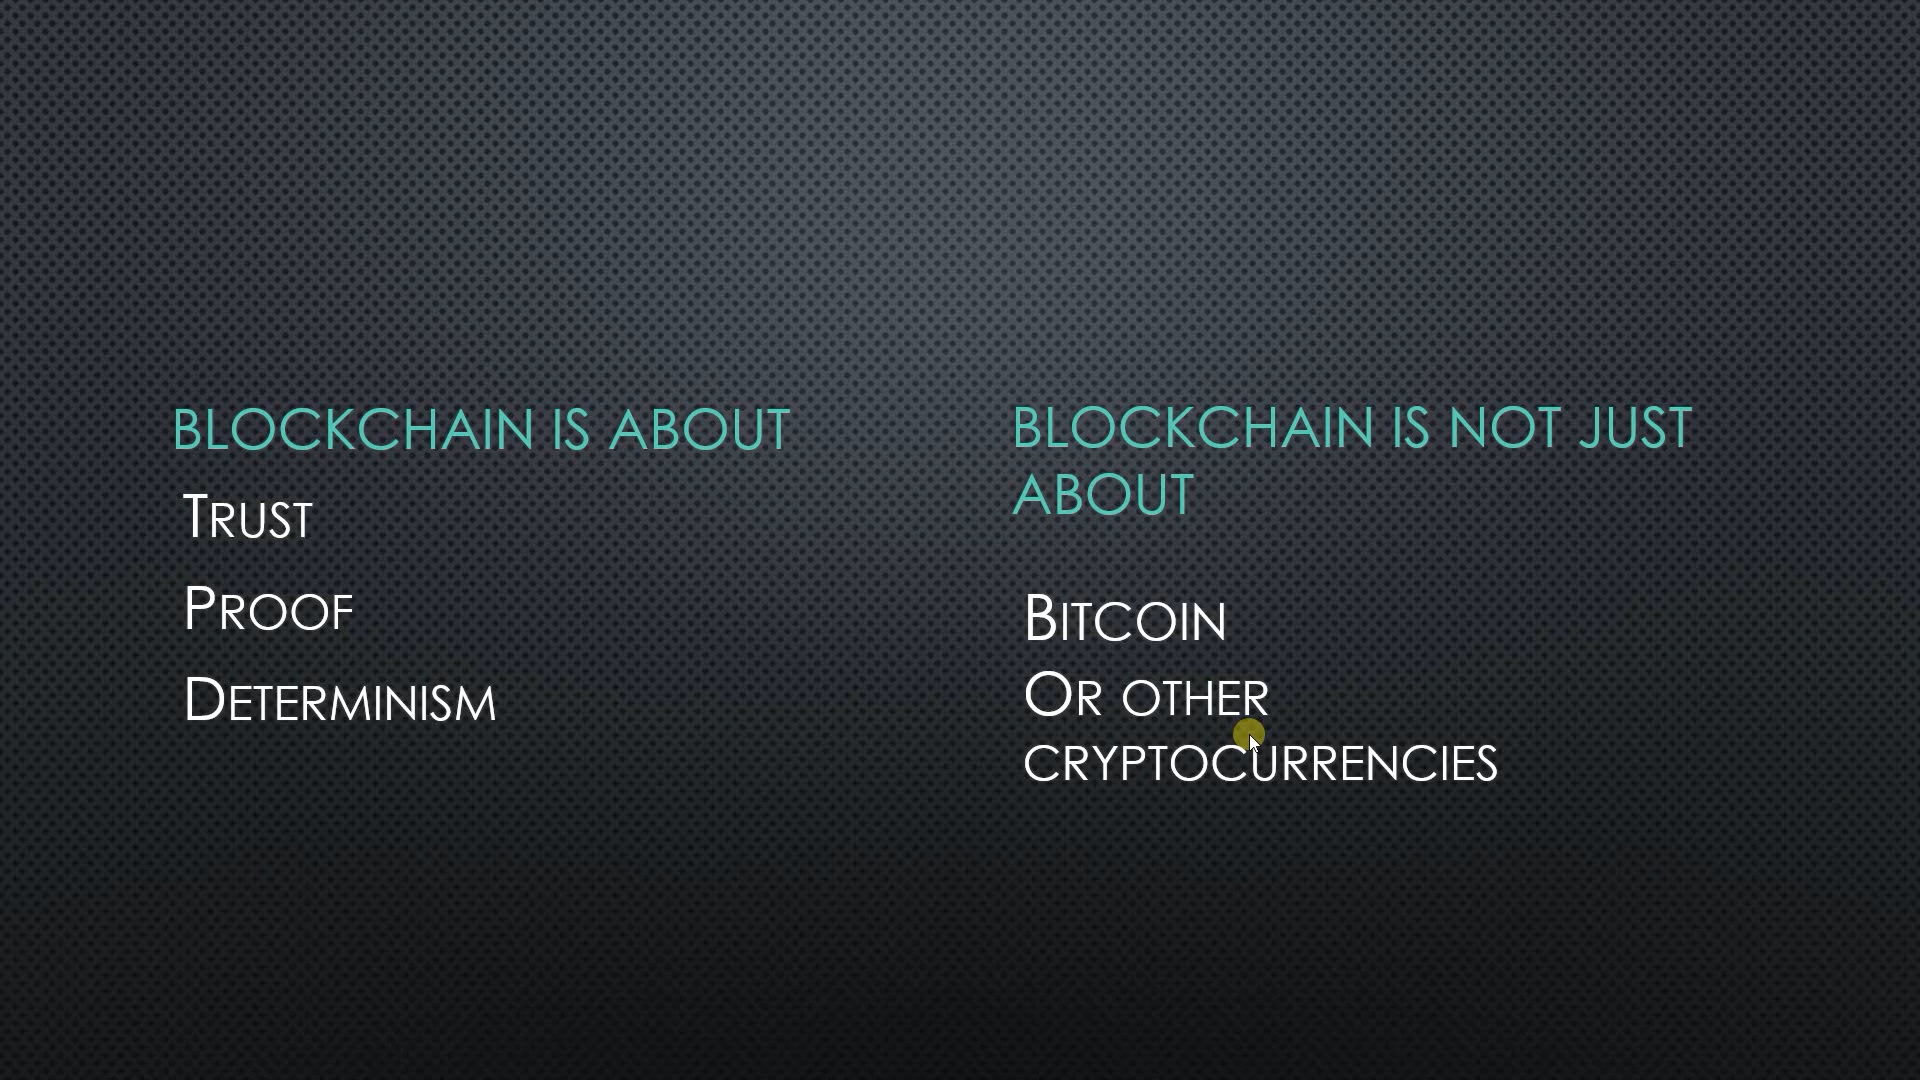 BLOCKCHAIN IS ABOUT
TRUST
PROOF
DETERMINISM
BLOCKCHAIN IS NOT JUST
ABOUT
BITCOIN
OR OTHER
CRYPTOCURRENCIES